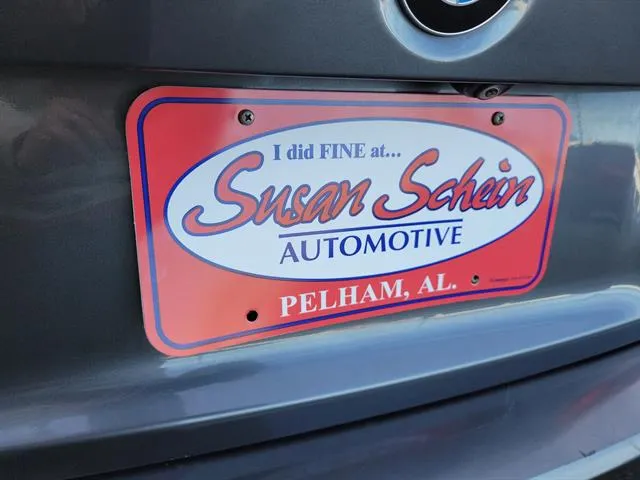 I did FINE at...
Susan Schein
AUTOMOTIVE
PELHAM, AL.